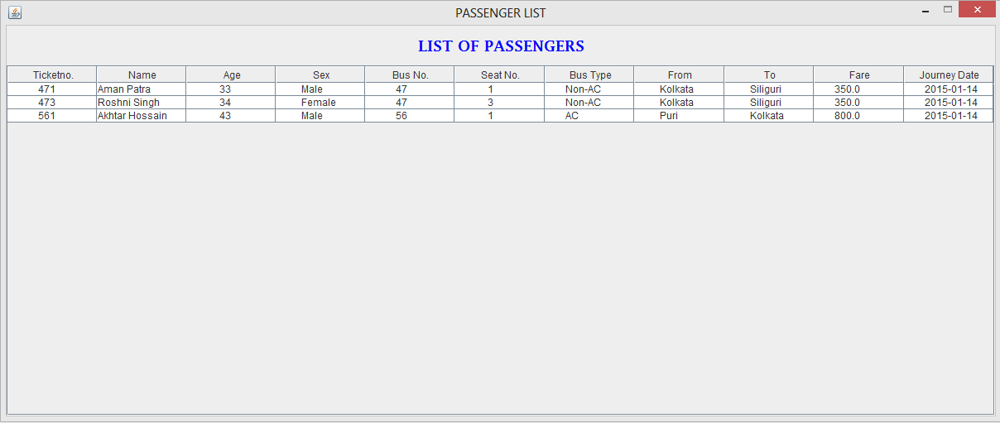 PASSENGER LIST
LIST OF PASSENGERS
Ticketno. Name Age Sex Bus No. Seat No. Bus Type From To Fare Journey Date
471 Aman Patra 33 Male 47 1 Non-AC Kolkata Siliguri 350.0 2015-01-14
473 Roshni Singh 34 Female 47 3 Non-AC Kolkata Siliguri 350.0 2015-01-14
561 Akhtar Hossain 43 Male 56 1 AC Puri Kolkata 800.0 2015-01-14